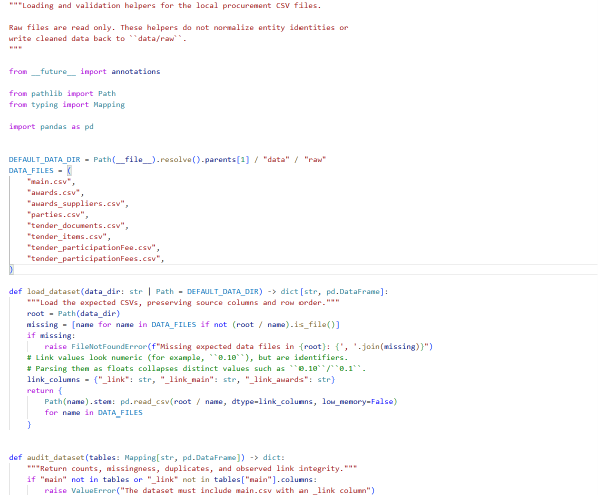 """Loading and validation helpers for the local procurement CSV files.

Raw files are read only. These helpers do not normalize entity identities or
write cleaned data back to ``data/raw``.
"""

from __future__ import annotations

from pathlib import Path
from typing import Mapping

import pandas as pd


DEFAULT_DATA_DIR = Path(__file__).resolve().parents[1] / "data" / "raw"
DATA_FILES = (
    "main.csv",
    "awards.csv",
    "awards_suppliers.csv",
    "parties.csv",
    "tender_documents.csv",
    "tender_items.csv",
    "tender_participationFee.csv",
    "tender_participationFees.csv",
)

def load_dataset(data_dir: str | Path = DEFAULT_DATA_DIR) -> dict[str, pd.DataFrame]:
    """Load the expected CSVs, preserving source columns and row order."""
    root = Path(data_dir)
    missing = [name for name in DATA_FILES if not (root / name).is_file()]
    if missing:
        raise FileNotFoundError(f"Missing expected data files in {root}: {', '.join(missing)}")
    # Link values look numeric (for example, ``0.10``), but are identifiers.
    # Parsing them as floats collapses distinct values such as ``0.10``/``0.1``.
    link_columns = {"_link": str, "_link_main": str, "_link_awards": str}
    return {
        Path(name).stem: pd.read_csv(root / name, dtype=link_columns, low_memory=False)
        for name in DATA_FILES
    }


def audit_dataset(tables: Mapping[str, pd.DataFrame]) -> dict:
    """Return counts, missingness, duplicates, and observed link integrity."""
    if "main" not in tables or "_link" not in tables["main"].columns:
        raise ValueError("The dataset must include main.csv with an _link column")